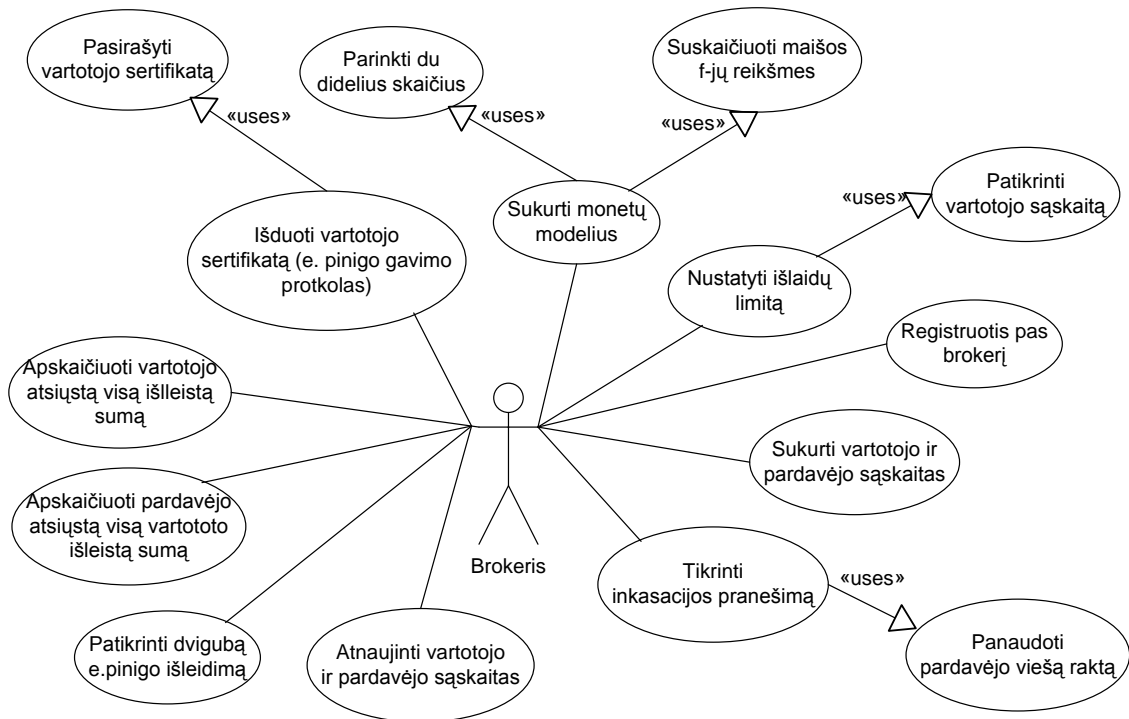 Pasirašyti
vartotojo sertifikatą
Parinkti du
didelius skaičius
Suskaičiuoti maišos
f-jų reikšmes
«uses»
«uses»
«uses»
Patikrinti
vartotojo sąskaitą
«uses»
Išduoti vartotojo
sertifikatą (e. pinigo gavimo
protkolas)
Sukurti monetų
modelius
Nustatyti išlaidų
limitą
Registruotis pas
brokerį
Apskaičiuoti vartotojo
atsiųstą visą išlleistą
sumą
Sukurti vartotojo ir
pardavėjo sąskaitas
Apskaičiuoti pardavėjo
atsiųstą visą vartototo
išleistą sumą
Brokeris
Tikrinti
inkasacijos pranešimą
«uses»
Patikrinti dvigubą
e.pinigo išleidimą
Atnaujinti vartotojo
ir pardavėjo sąskaitas
Panaudoti
pardavėjo viešą raktą